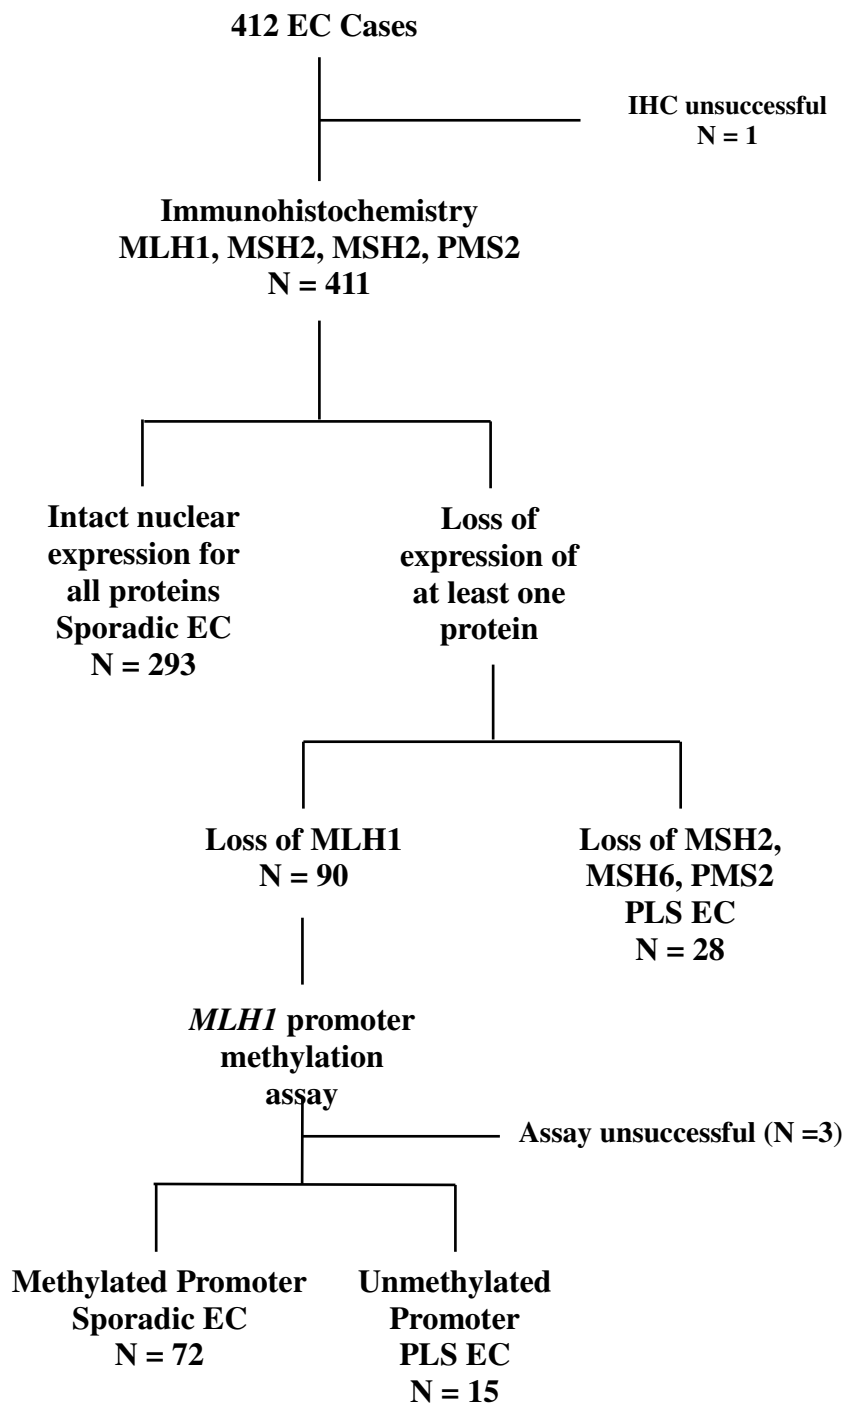 412 EC Cases
IHC unsuccessful
N = 1
Immunohistochemistry
MLH1, MSH2, MSH2, PMS2
N = 411
Intact nuclear
expression for
all proteins
Sporadic EC
N = 293
Loss of
expression of
at least one
protein
Loss of MLH1
N = 90
Loss of MSH2,
MSH6, PMS2
PLS EC
N = 28
MLH1 promoter
methylation
assay
Assay unsuccessful (N =3)
Methylated Promoter
Sporadic EC
N = 72
Unmethylated
Promoter
PLS EC
N = 15